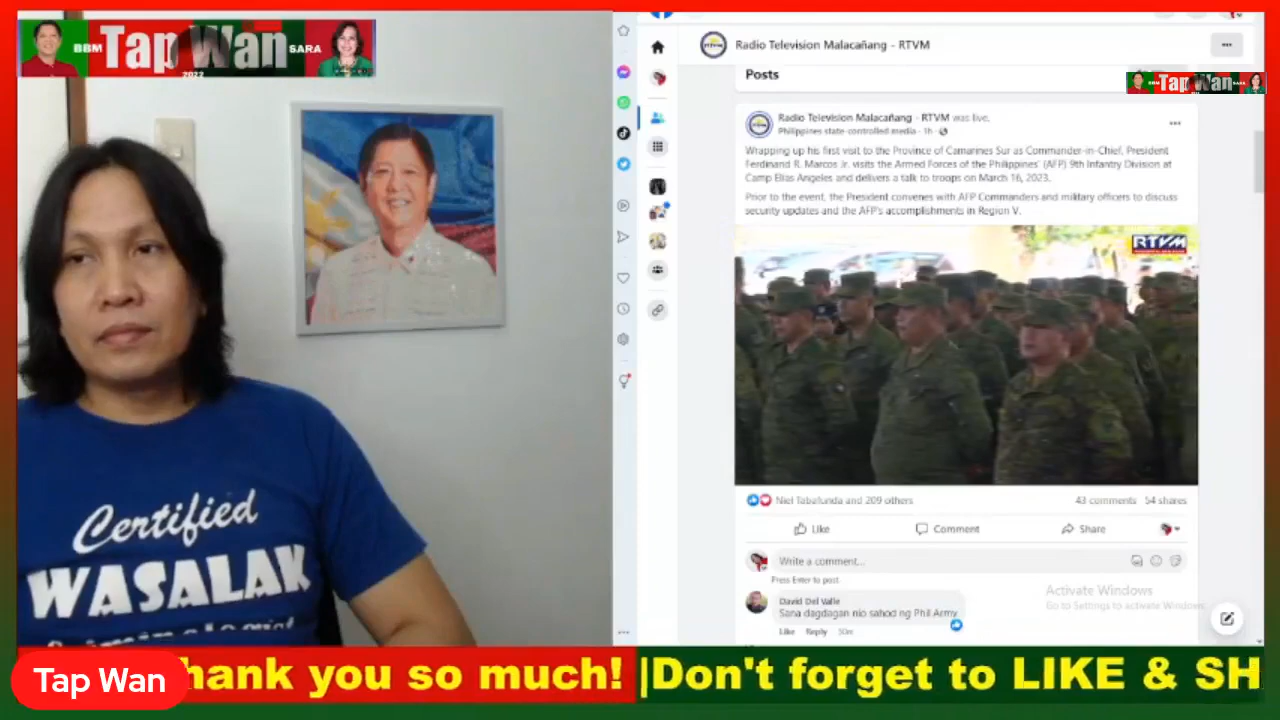 BBM Tap Wan SARA
2022
Radio Television Malacañang - RTVM
Posts
BBM Tap Wan SARA
Radio Television Malacañang - RTVM was live.
Philippines state-controlled media · 1h ·
Wrapping up his first visit to the Province of Camarines Sur as Commander-in-Chief, President
Ferdinand R. Marcos Jr. visits the Armed Forces of the Philippines' (AFP) 9th Infantry Division at
Camp Elias Angeles and delivers a talk to troops on March 16, 2023.
Prior to the event, the President convenes with AFP Commanders and military officers to discuss
security updates and the AFP's accomplishments in Region V.
RTVM
Niel Tabafunda and 209 others
43 comments 54 shares
Like Comment Share
Write a comment...
Press Enter to post.
David Del Valle
Sana dagdagan nio sahod ng Phil Army
Like Reply 50m
Activate Windows
Go to Settings to activate Windows.
Certified
WASALAK
Tap Wan
hank you so much! |Don't forget to LIKE & SH